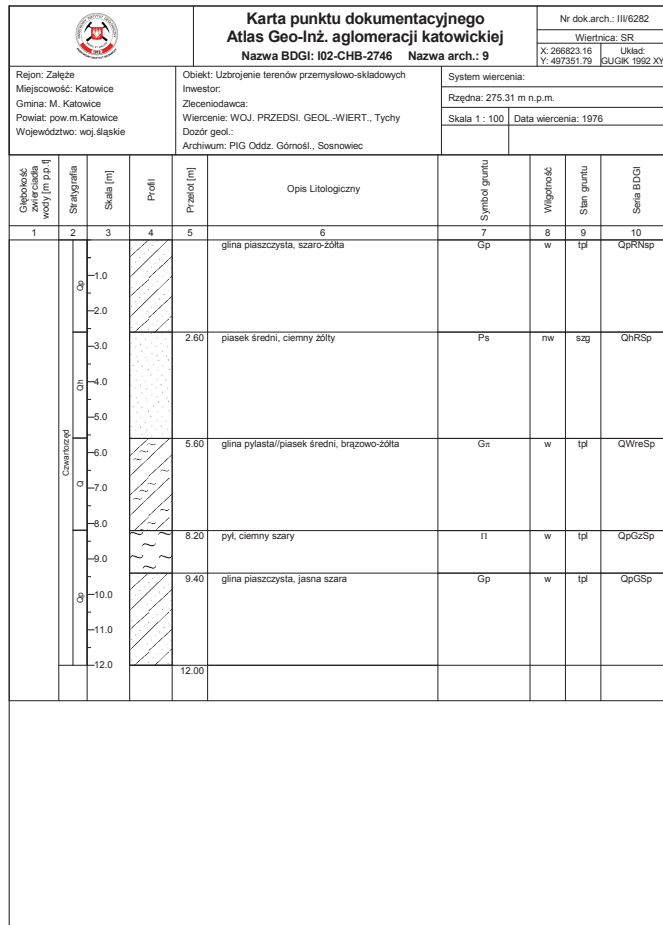 Karta punktu dokumentacyjnego
Atlas Geo-Inż. aglomeracji katowickiej
Nazwa BDGI: I02-CHB-2746 Nazwa arch.: 9
Nr dok.arch.: III/6282
Wiertnica: SR
X: 266823.16
Y: 497351.79
Układ:
GUGIK 1992 XY
Rejon: Załęże
Miejscowość: Katowice
Gmina: M. Katowice
Powiat: pow.m.Katowice
Województwo: woj.śląskie
Obiekt: Uzbrojenie terenów przemysłowo-składowych
Inwestor:
Zleceniodawca:
Wiercenie: WOJ. PRZEDSI. GEOL.-WIERT., Tychy
Dozór geol.:
Archiwum: PIG Oddz. Górnośl., Sosnowiec
System wiercenia:
Rzędna: 275.31 m n.p.m.
Skala 1 : 100 Data wiercenia: 1976
Głębokość
zwierciadła
wody [m p.p.t]
Stratygrafia
Skala [m]
Profil
Przelot [m]
Opis Litologiczny
Symbol gruntu
Wilgotność
Stan gruntu
Seria BDGI
1 2 3 4 5 6 7 8 9 10
glina piaszczysta, szaro-żółta Gp w tpl QpRNsp
Qp
-1.0
-2.0
2.60 piasek średni, ciemny żółty Ps nw szg QhRSp
-3.0
Qh
-4.0
-5.0
5.60 glina pylasta//piasek średni, brązowo-żółta Gπ w tpl QWreSp
Czwartorzęd
-6.0
Q
-7.0
-8.0
8.20 pył, ciemny szary Π w tpl QpGzSp
-9.0
9.40 glina piaszczysta, jasna szara Gp w tpl QpGSp
Qp
-10.0
-11.0
-12.0
12.00